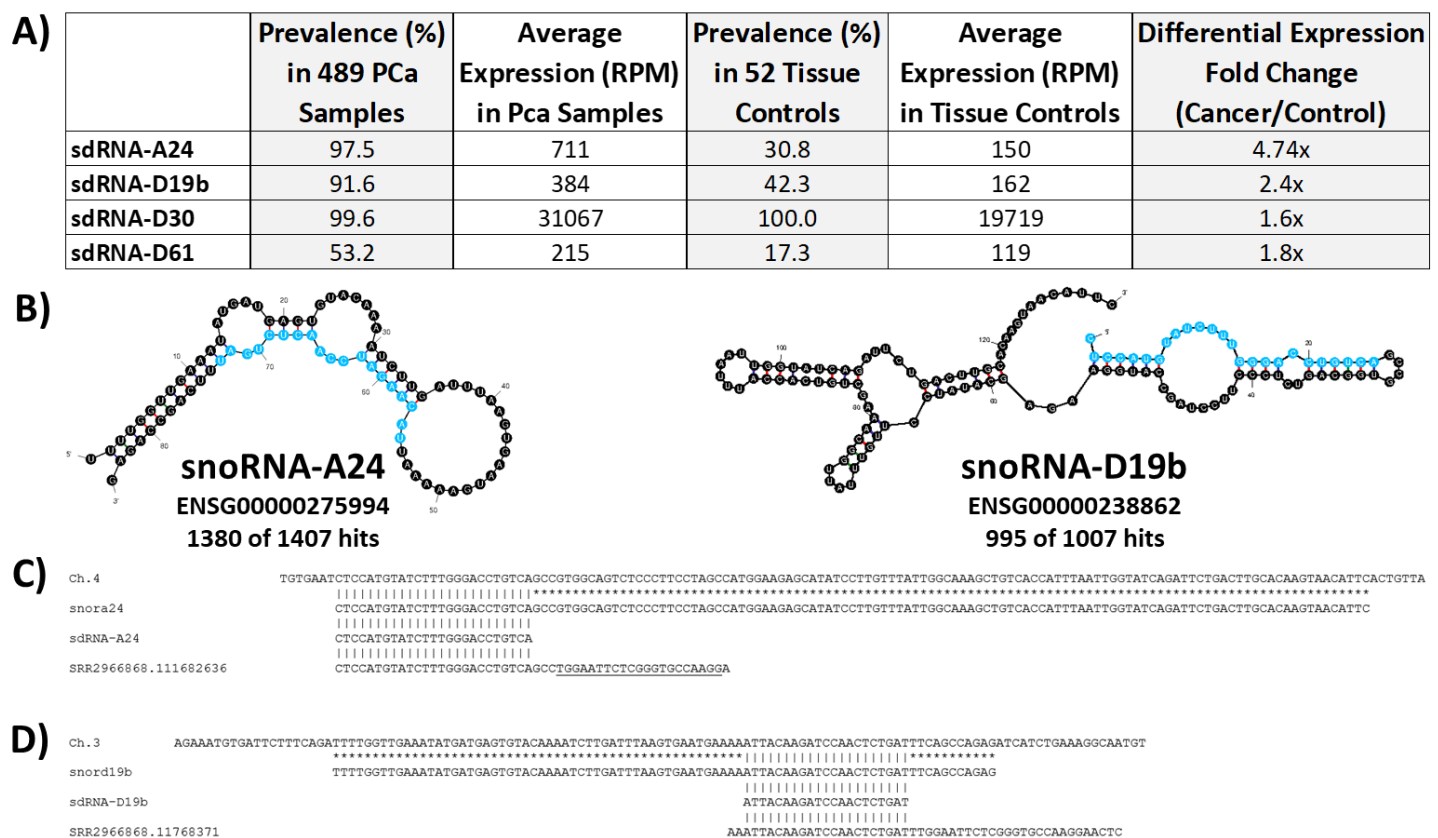 A)
Prevalence (%) in 489 PCa Samples
Average Expression (RPM) in Pca Samples
Prevalence (%) in 52 Tissue Controls
Average Expression (RPM) in Tissue Controls
Differential Expression Fold Change (Cancer/Control)
sdRNA-A24 97.5 711 30.8 150 4.74x
sdRNA-D19b 91.6 384 42.3 162 2.4x
sdRNA-D30 99.6 31067 100.0 19719 1.6x
sdRNA-D61 53.2 215 17.3 119 1.8x
B)
snoRNA-A24
ENSG00000275994
1380 of 1407 hits
snoRNA-D19b
ENSG00000238862
995 of 1007 hits
C)
Ch.4 TGTGAATCTCCATGTATCTTTGGGACCTGTCAGCCGTGGCAGTCTCCCTTCCTAGCCATGGAAGAGCATATCCTTGTTTATTGGCAAAGCTGTCACCATTTAATTGGTATCAGATTCTGACTTGCACAAGTAACATTCACTGTTA
snora24 CTCCATGTATCTTTGGGACCTGTCAGCCGTGGCAGTCTCCCTTCCTAGCCATGGAAGAGCATATCCTTGTTTATTGGCAAAGCTGTCACCATTTAATTGGTATCAGATTCTGACTTGCACAAGTAACATTC
sdRNA-A24 CTCCATGTATCTTTGGGACCTGTCA
SRR2966868.111682636 CTCCATGTATCTTTGGGACCTGTCAGCCTGGAATTCTCGGGTGCCAAGGA
D)
Ch.3 AGAAATGTGATTCTTTCAGATTTTGGTTGAAATATGATGAGTGTACAAAATCTTGATTTAAGTGAATGAAAAATTACAAGATCCAACTCTGATTTCAGCCAGAGATCATCTGAAAGGCAATGT
snord19b TTTTGGTTGAAATATGATGAGTGTACAAAATCTTGATTTAAGTGAATGAAAAATTACAAGATCCAACTCTGATTTCAGCCAGAG
sdRNA-D19b ATTACAAGATCCAACTCTGAT
SRR2966868.11768371 AAATTACAAGATCCAACTCTGATTTGGAATTCTCGGGTGCCAAGGAACTC